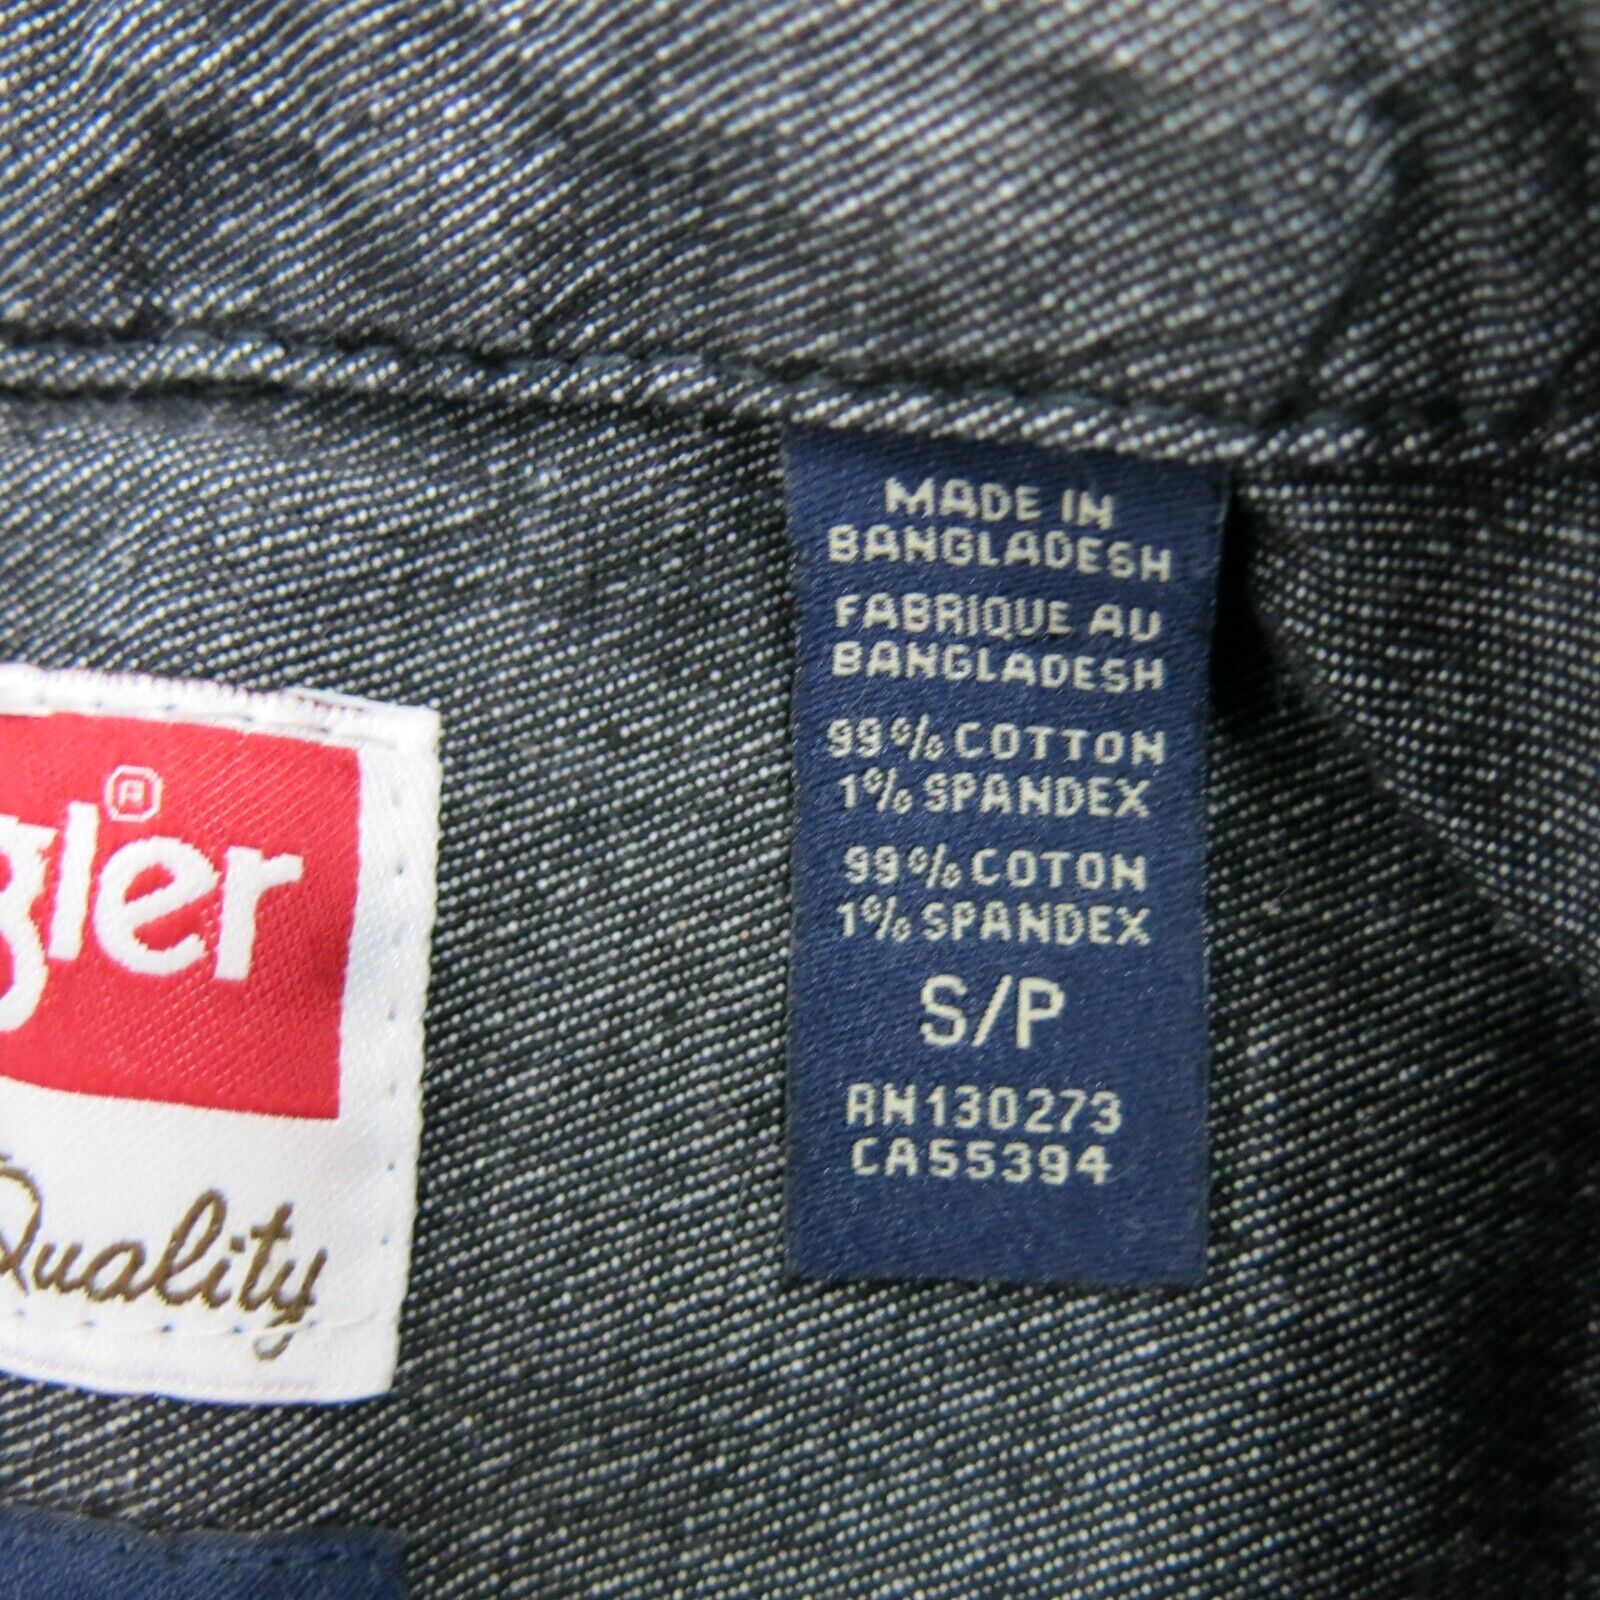 MADE IN
BANGLADESH
FABRIQUE AU
BANGLADESH
99% COTTON
1% SPANDEX
99% COTON
1% SPANDEX
S/P
RN130273
CA55394
gler
®
Quality